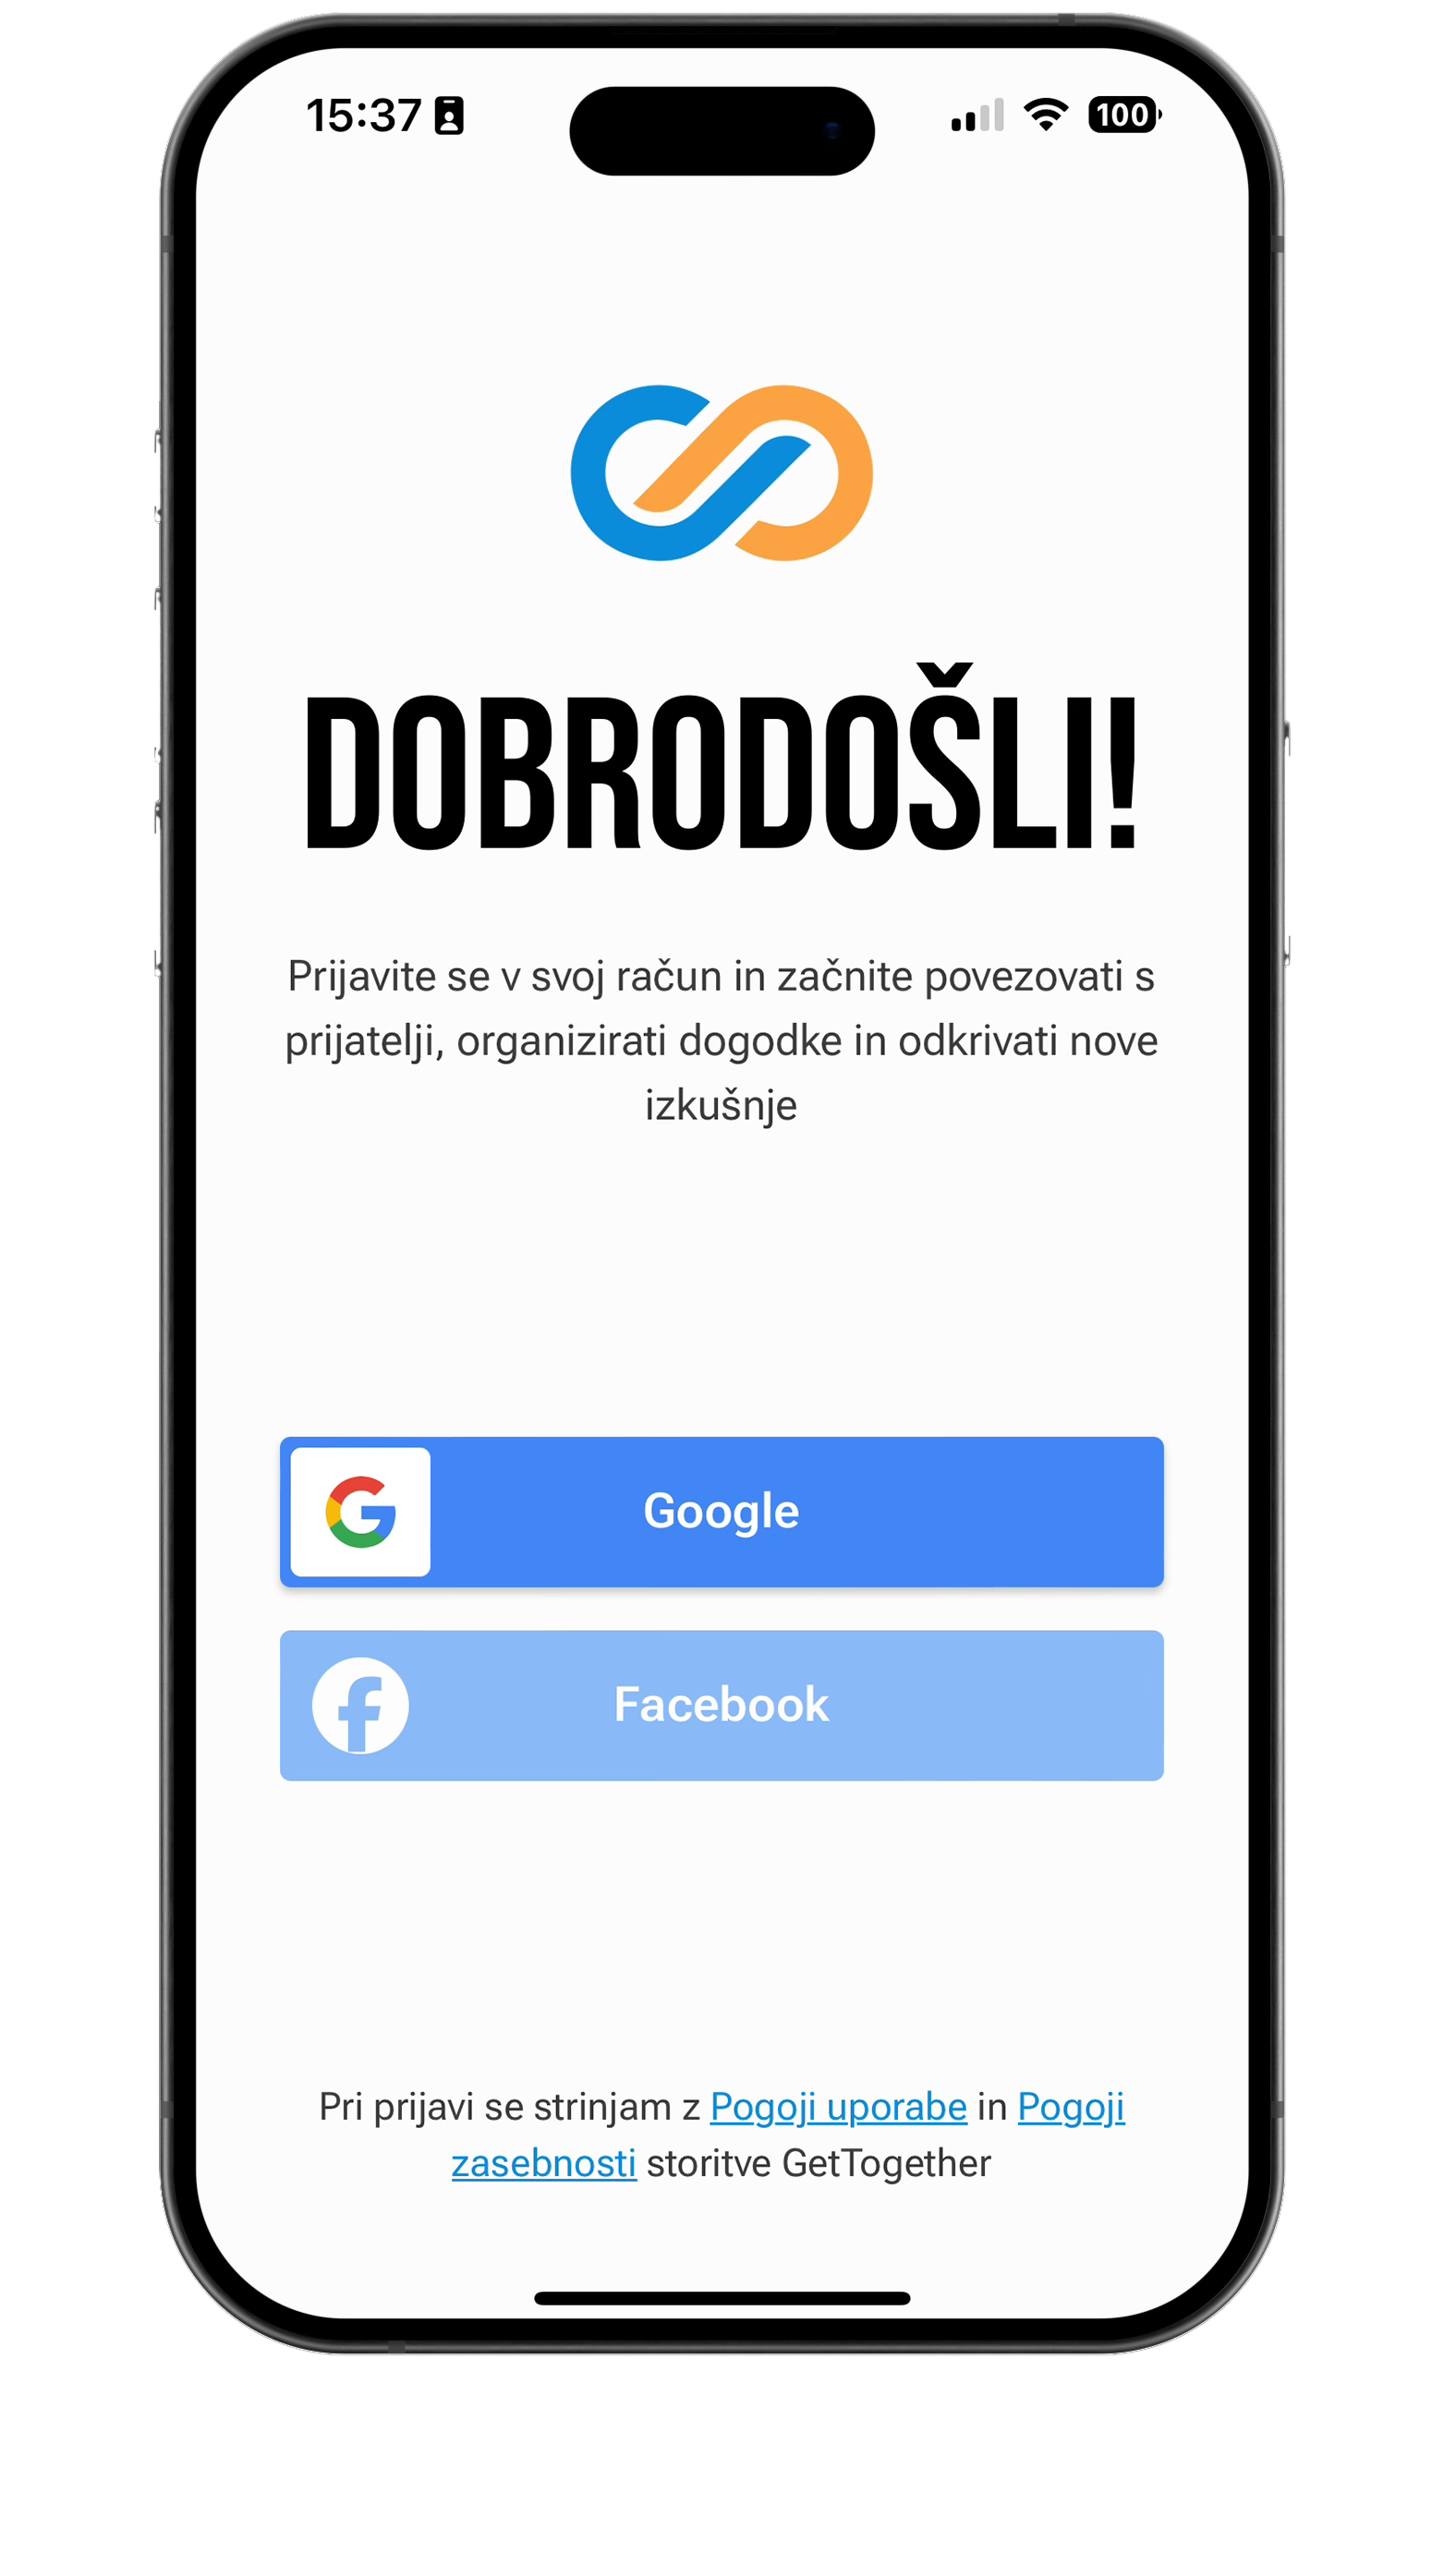 15:37
100
DOBRODOŠLI!
Prijavite se v svoj račun in začnite povezovati s
prijatelji, organizirati dogodke in odkrivati nove
izkušnje
Google
Facebook
Pri prijavi se strinjam z Pogoji uporabe in Pogoji
zasebnosti storitve GetTogether